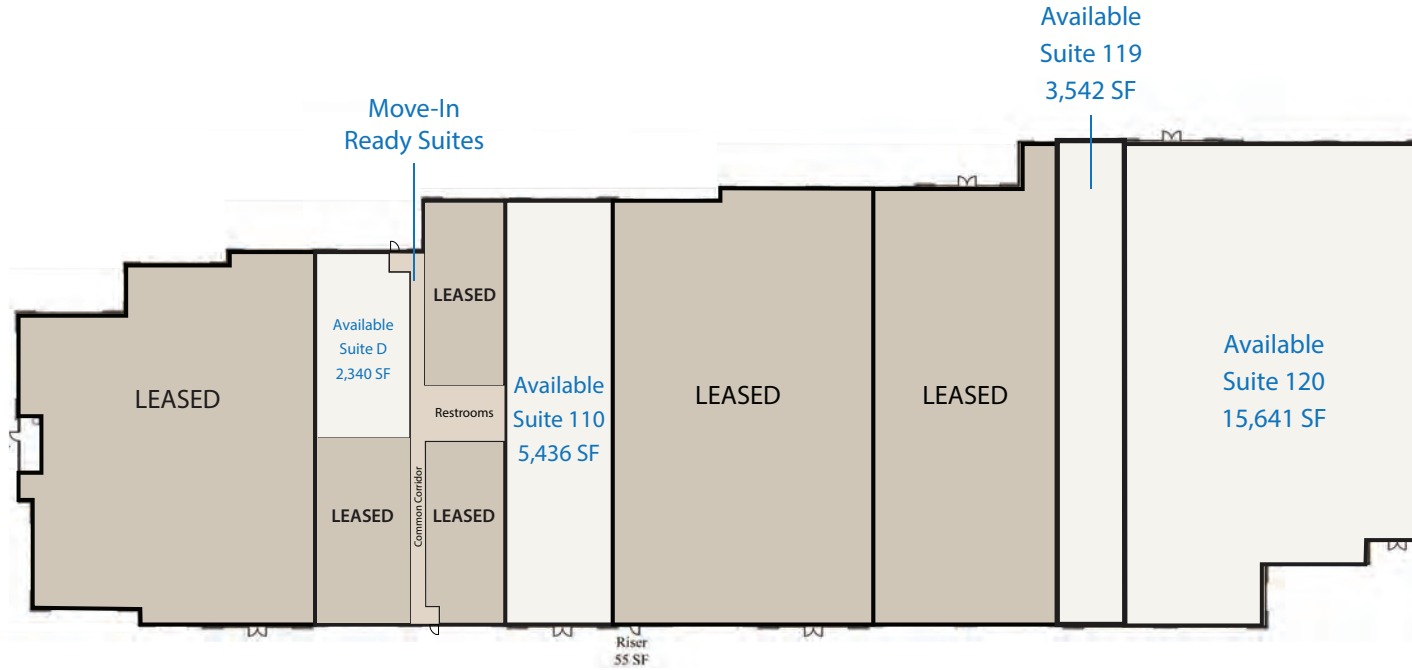 Available
Suite 119
3,542 SF
Move-In
Ready Suites
LEASED
Available
Suite D
2,340 SF
LEASED
Restrooms
Available
Suite 110
5,436 SF
LEASED
LEASED
Available
Suite 120
15,641 SF
LEASED
Common Corridor
LEASED
Riser
55 SF